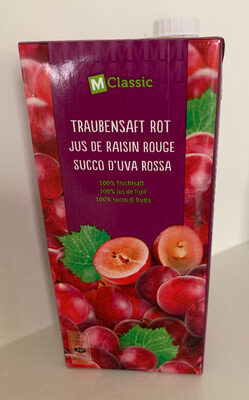 M Classic
TRAUBENSAFT ROT
JUS DE RAISIN ROUGE
SUCCO D'UVA ROSSA
100% Fruchtsaft
100% jus de fruit
100% succo di frutta